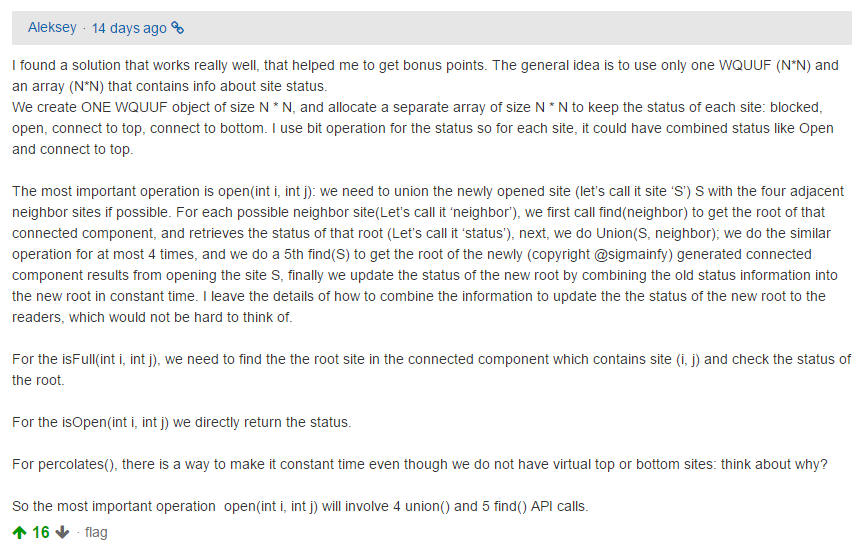 Aleksey · 14 days ago
I found a solution that works really well, that helped me to get bonus points. The general idea is to use only one WQUUF (N*N) and
an array (N*N) that contains info about site status.
We create ONE WQUUF object of size N * N, and allocate a separate array of size N * N to keep the status of each site: blocked,
open, connect to top, connect to bottom. I use bit operation for the status so for each site, it could have combined status like Open
and connect to top.
The most important operation is open(int i, int j): we need to union the newly opened site (let's call it site ‘S’) S with the four adjacent
neighbor sites if possible. For each possible neighbor site(Let's call it ‘neighbor’), we first call find(neighbor) to get the root of that
connected component, and retrieves the status of that root (Let's call it ‘status’), next, we do Union(S, neighbor); we do the similar
operation for at most 4 times, and we do a 5th find(S) to get the root of the newly (copyright @sigmainfy) generated connected
component results from opening the site S, finally we update the status of the new root by combining the old status information into
the new root in constant time. I leave the details of how to combine the information to update the the status of the new root to the
readers, which would not be hard to think of.
For the isFull(int i, int j), we need to find the the root site in the connected component which contains site (i, j) and check the status of
the root.
For the isOpen(int i, int j) we directly return the status.
For percolates(), there is a way to make it constant time even though we do not have virtual top or bottom sites: think about why?
So the most important operation open(int i, int j) will involve 4 union() and 5 find() API calls.
16 · flag